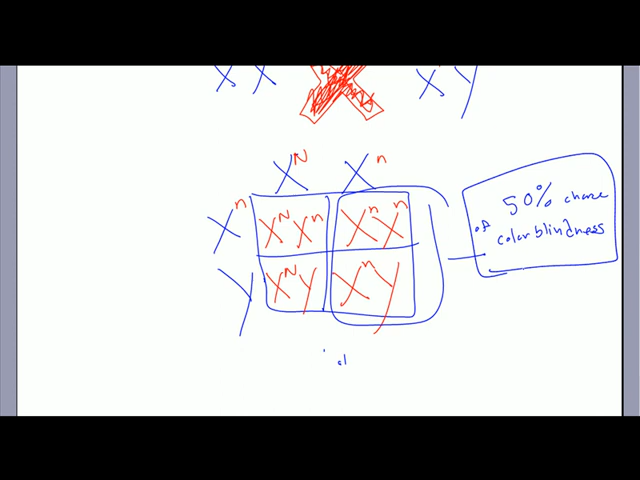 X X X Y
X^N X^n
X^n X^N X^n X^n X^n
Y X^N Y X^n Y
50% chance
of colorblindness